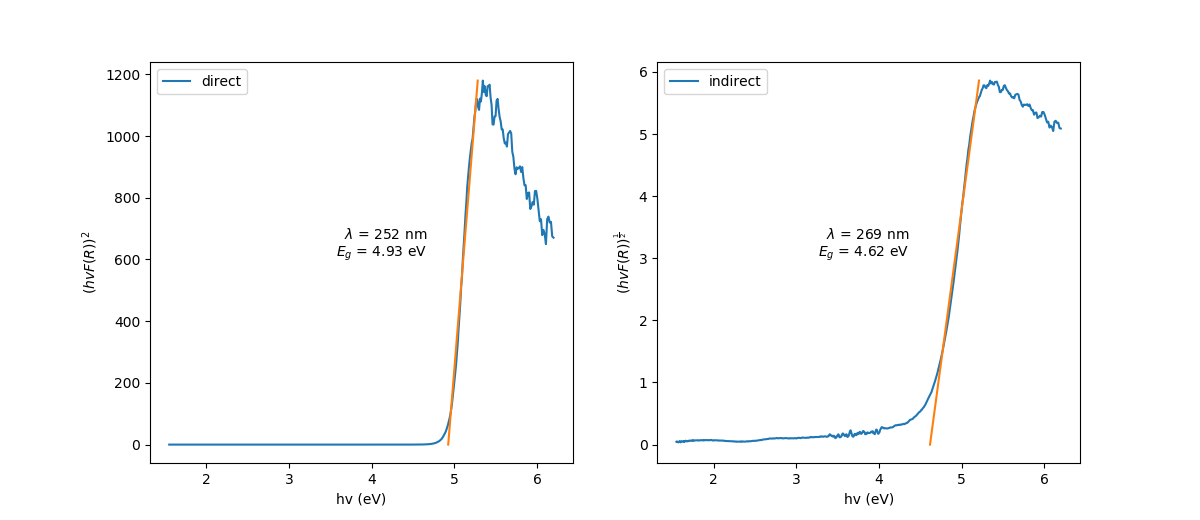 direct
1200
1000
800
600
400
200
0
(hvF(R))²
λ = 252 nm
E_g = 4.93 eV
2 3 4 5 6
hv (eV)
indirect
6
5
4
3
2
1
0
(hvF(R))^{1/2}
λ = 269 nm
E_g = 4.62 eV
2 3 4 5 6
hv (eV)